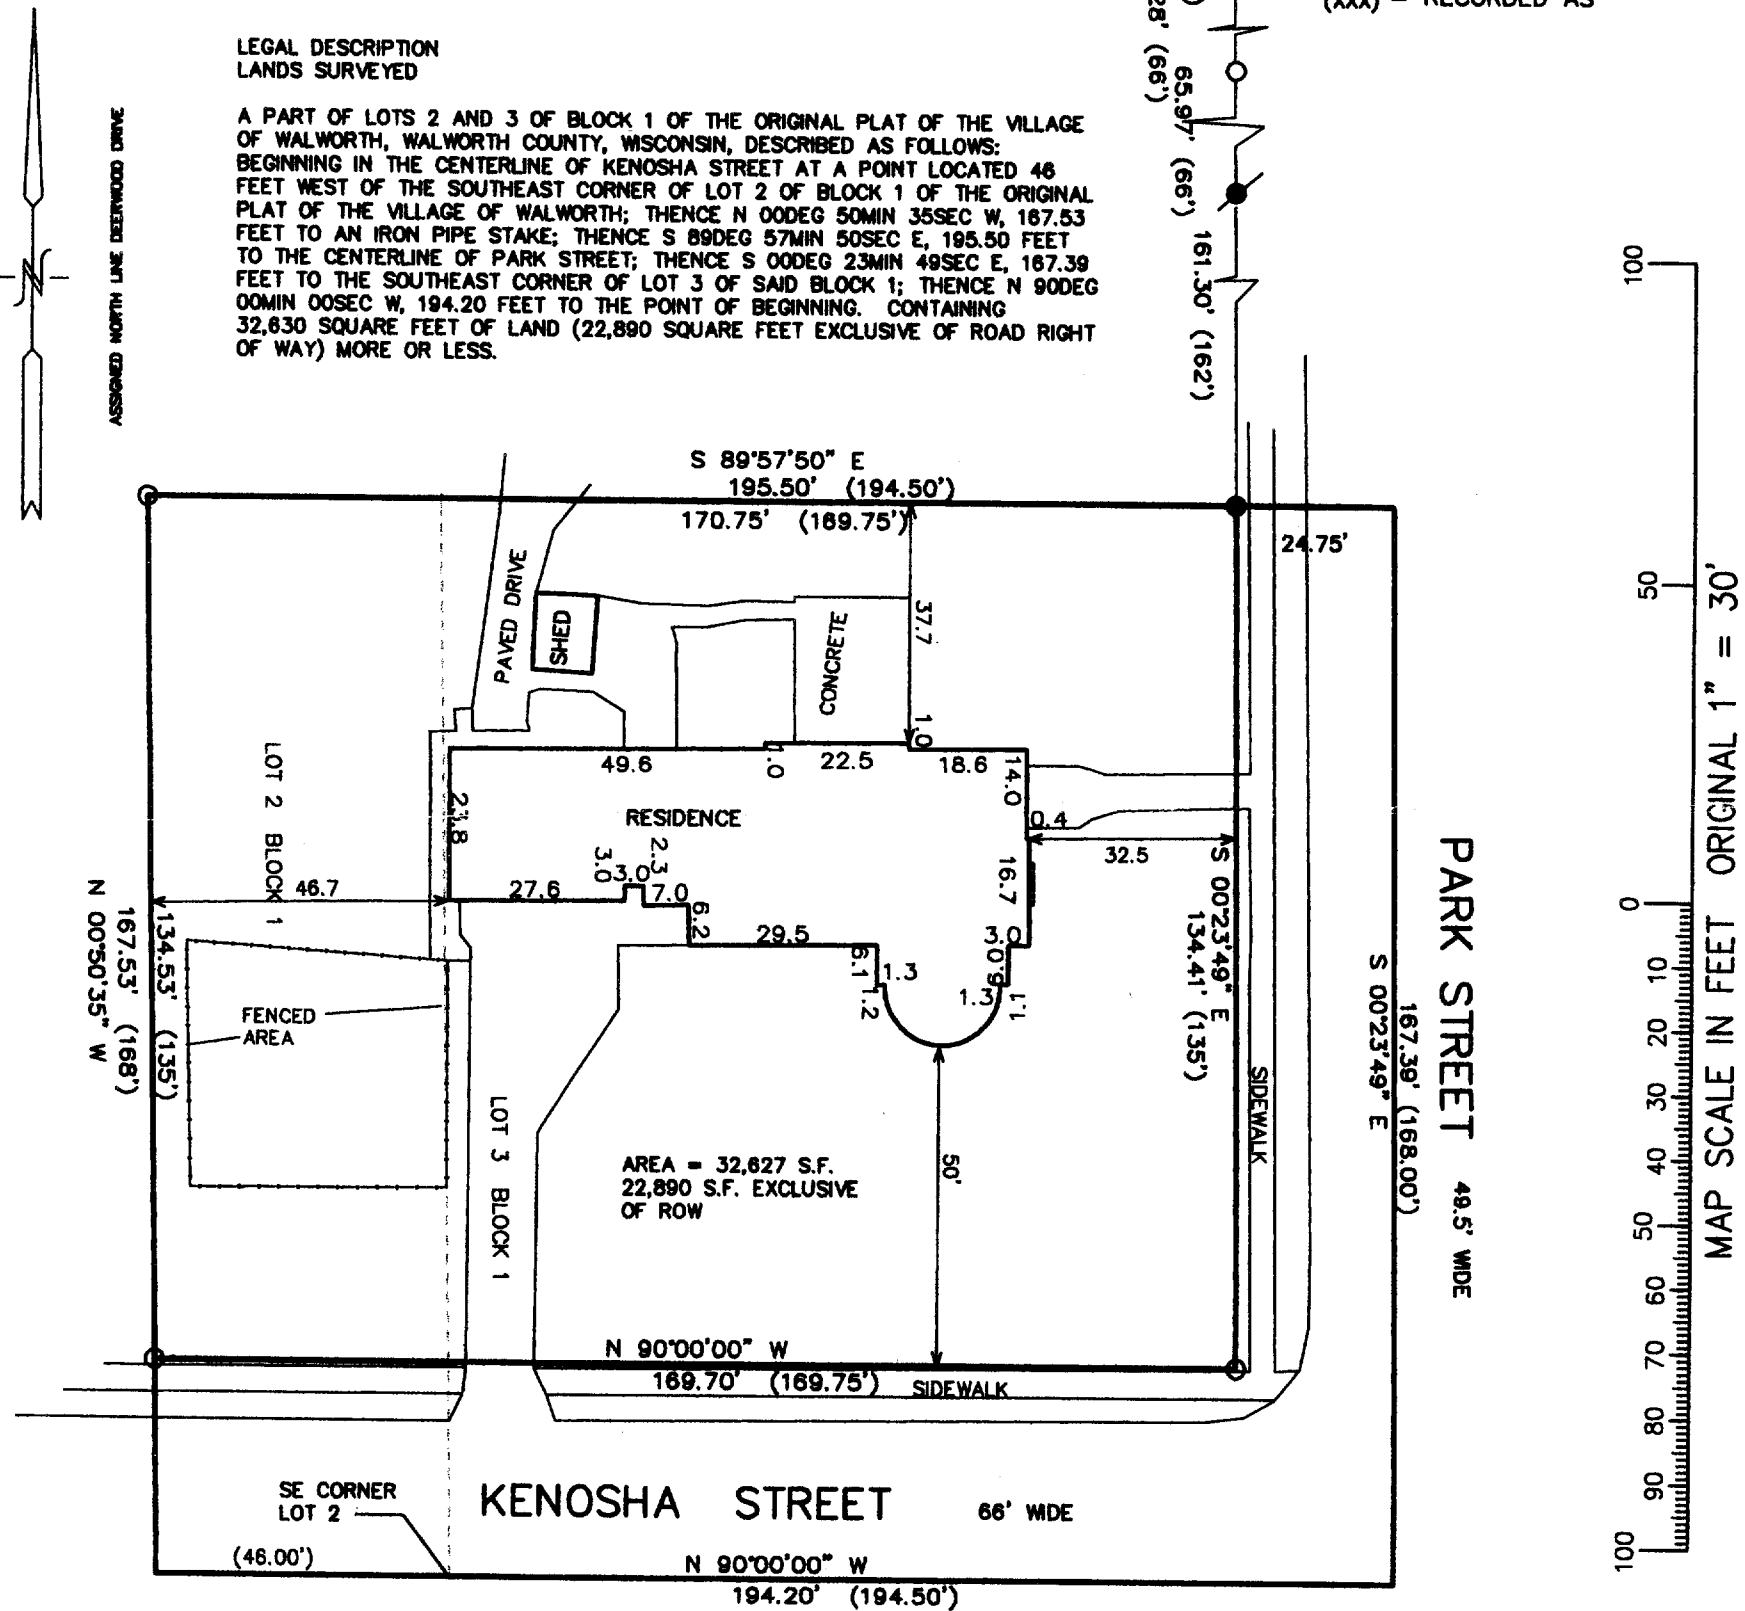 (XXX) - RECORDED AS
28' (66')
65.97' (66')
161.30' (162')
LEGAL DESCRIPTION
LANDS SURVEYED
A PART OF LOTS 2 AND 3 OF BLOCK 1 OF THE ORIGINAL PLAT OF THE VILLAGE
OF WALWORTH, WALWORTH COUNTY, WISCONSIN, DESCRIBED AS FOLLOWS:
BEGINNING IN THE CENTERLINE OF KENOSHA STREET AT A POINT LOCATED 46
FEET WEST OF THE SOUTHEAST CORNER OF LOT 2 OF BLOCK 1 OF THE ORIGINAL
PLAT OF THE VILLAGE OF WALWORTH; THENCE N 00DEG 50MIN 35SEC W, 167.53
FEET TO AN IRON PIPE STAKE; THENCE S 89DEG 57MIN 50SEC E, 195.50 FEET
TO THE CENTERLINE OF PARK STREET; THENCE S 00DEG 23MIN 49SEC E, 167.39
FEET TO THE SOUTHEAST CORNER OF LOT 3 OF SAID BLOCK 1; THENCE N 90DEG
00MIN 00SEC W, 194.20 FEET TO THE POINT OF BEGINNING. CONTAINING
32,630 SQUARE FEET OF LAND (22,890 SQUARE FEET EXCLUSIVE OF ROAD RIGHT
OF WAY) MORE OR LESS.
ASSIGNED NORTH LINE DEERWOOD DRIVE
N
S 89°57'50" E
195.50' (194.50')
170.75' (169.75')
24.75'
PAVED DRIVE
SHED
CONCRETE
37.7
1.0
49.6
1.0
22.5
18.6
14.0
RESIDENCE
0.4
32.5
16.7
LOT 2 BLOCK 1
46.7
27.6
3.0
3.0
2.3
7.0
6.2
29.5
6.1
1.3
1.2
3.0
6.0
1.3
1.1
S 00°23'49" E
134.41' (135')
N 00°50'35" W
167.53' (168')
134.53' (135')
FENCED
AREA
LOT 3 BLOCK 1
AREA = 32,627 S.F.
22,890 S.F. EXCLUSIVE
OF ROW
50'
SIDEWALK
S 00°23'49" E
167.39' (168.00')
PARK STREET 49.5' WIDE
N 90°00'00" W
169.70' (169.75')
SIDEWALK
SE CORNER
LOT 2
KENOSHA STREET 66' WIDE
(46.00')
N 90°00'00" W
194.20' (194.50')
100
50
0
10
20
30
40
50
60
70
80
90
100
MAP SCALE IN FEET ORIGINAL 1" = 30'